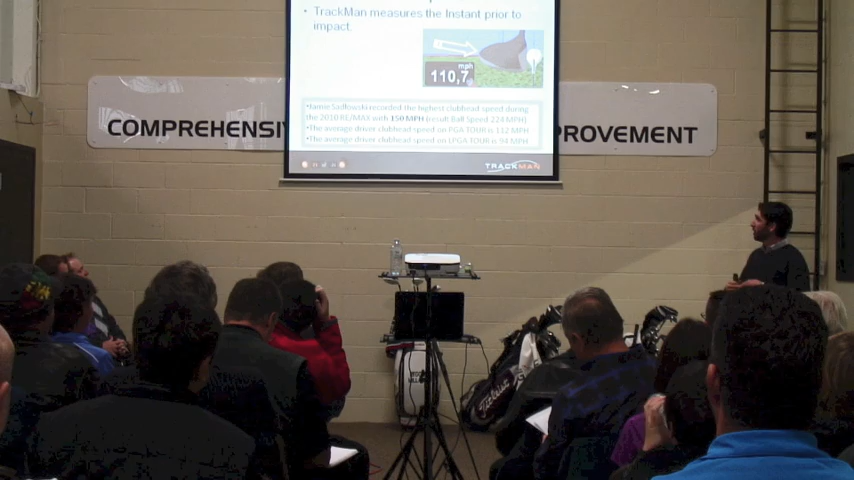 • TrackMan measures the Instant prior to
impact.
mph
110,7
•Jamie Sadlowski recorded the highest clubhead speed during
the 2010 RE/MAX with 150 MPH (result Ball Speed 224 MPH)
•The average driver clubhead speed on PGA TOUR is 112 MPH
•The average driver clubhead speed on LPGA TOUR is 94 MPH
TRACKMAN
COMPREHENSI
PROVEMENT
Titleist